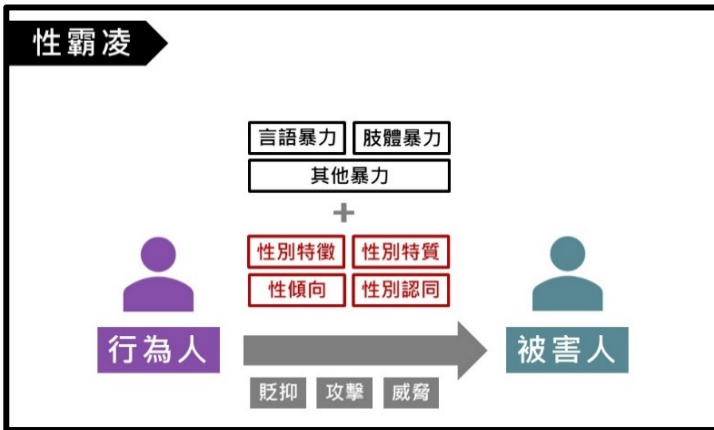 性霸凌
言語暴力 肢體暴力
其他暴力
+
性別特徵 性別特質
性傾向 性別認同
行為人 被害人
貶抑 攻擊 威脅